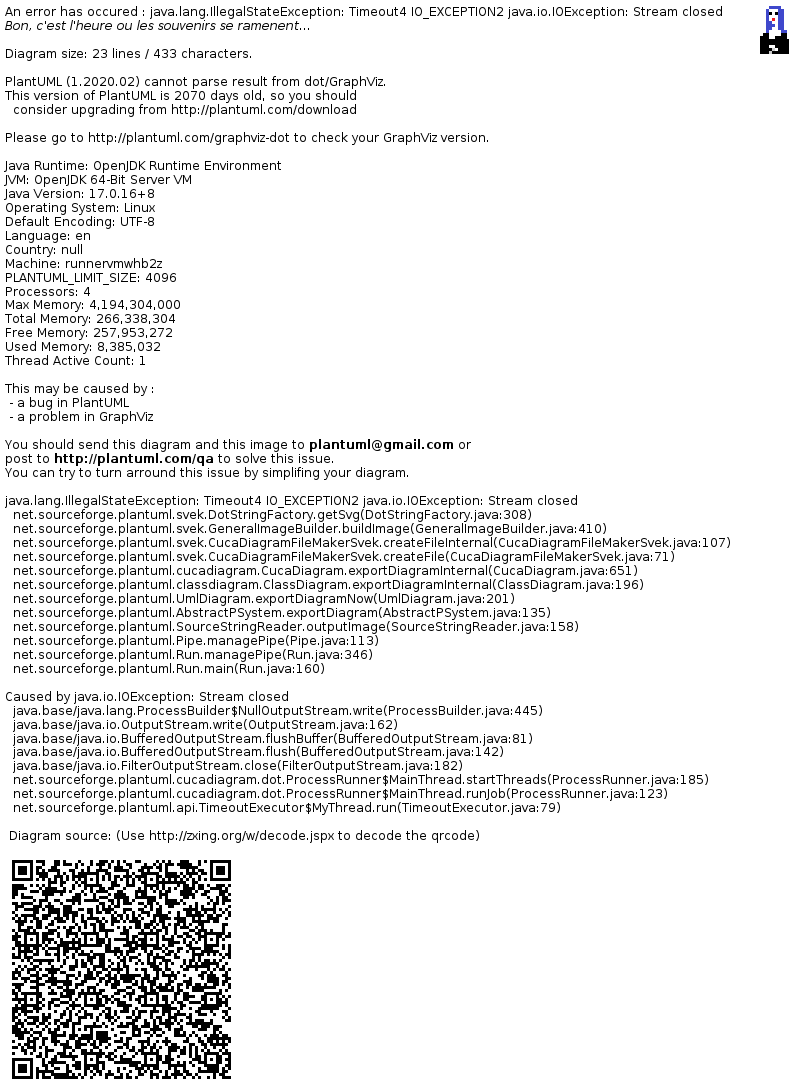 An error has occured : java.lang.IllegalStateException: Timeout4 IO_EXCEPTION2 java.io.IOException: Stream closed
Bon, c'est l'heure ou les souvenirs se ramenent...
Diagram size: 23 lines / 433 characters.
PlantUML (1.2020.02) cannot parse result from dot/GraphViz.
This version of PlantUML is 2070 days old, so you should
consider upgrading from http://plantuml.com/download
Please go to http://plantuml.com/graphviz-dot to check your GraphViz version.
Java Runtime: OpenJDK Runtime Environment
JVM: OpenJDK 64-Bit Server VM
Java Version: 17.0.16+8
Operating System: Linux
Default Encoding: UTF-8
Language: en
Country: null
Machine: runnervmwhb2z
PLANTUML_LIMIT_SIZE: 4096
Processors: 4
Max Memory: 4,194,304,000
Total Memory: 266,338,304
Free Memory: 257,953,272
Used Memory: 8,385,032
Thread Active Count: 1
This may be caused by :
- a bug in PlantUML
- a problem in GraphViz
You should send this diagram and this image to plantuml@gmail.com or
post to http://plantuml.com/qa to solve this issue.
You can try to turn arround this issue by simplifing your diagram.
java.lang.IllegalStateException: Timeout4 IO_EXCEPTION2 java.io.IOException: Stream closed
net.sourceforge.plantuml.svek.DotStringFactory.getSvg(DotStringFactory.java:308)
net.sourceforge.plantuml.svek.GeneralImageBuilder.buildImage(GeneralImageBuilder.java:410)
net.sourceforge.plantuml.svek.CucaDiagramFileMakerSvek.createFileInternal(CucaDiagramFileMakerSvek.java:107)
net.sourceforge.plantuml.svek.CucaDiagramFileMakerSvek.createFile(CucaDiagramFileMakerSvek.java:71)
net.sourceforge.plantuml.cucadiagram.CucaDiagram.exportDiagramInternal(CucaDiagram.java:651)
net.sourceforge.plantuml.classdiagram.ClassDiagram.exportDiagramInternal(ClassDiagram.java:196)
net.sourceforge.plantuml.UmlDiagram.exportDiagramNow(UmlDiagram.java:201)
net.sourceforge.plantuml.AbstractPSystem.exportDiagram(AbstractPSystem.java:135)
net.sourceforge.plantuml.SourceStringReader.outputImage(SourceStringReader.java:158)
net.sourceforge.plantuml.Pipe.managePipe(Pipe.java:113)
net.sourceforge.plantuml.Run.managePipe(Run.java:346)
net.sourceforge.plantuml.Run.main(Run.java:160)
Caused by java.io.IOException: Stream closed
java.base/java.lang.ProcessBuilder$NullOutputStream.write(ProcessBuilder.java:445)
java.base/java.io.OutputStream.write(OutputStream.java:162)
java.base/java.io.BufferedOutputStream.flushBuffer(BufferedOutputStream.java:81)
java.base/java.io.BufferedOutputStream.flush(BufferedOutputStream.java:142)
java.base/java.io.FilterOutputStream.close(FilterOutputStream.java:182)
net.sourceforge.plantuml.cucadiagram.dot.ProcessRunner$MainThread.startThreads(ProcessRunner.java:185)
net.sourceforge.plantuml.cucadiagram.dot.ProcessRunner$MainThread.runJob(ProcessRunner.java:123)
net.sourceforge.plantuml.api.TimeoutExecutor$MyThread.run(TimeoutExecutor.java:79)
Diagram source: (Use http://zxing.org/w/decode.jspx to decode the qrcode)